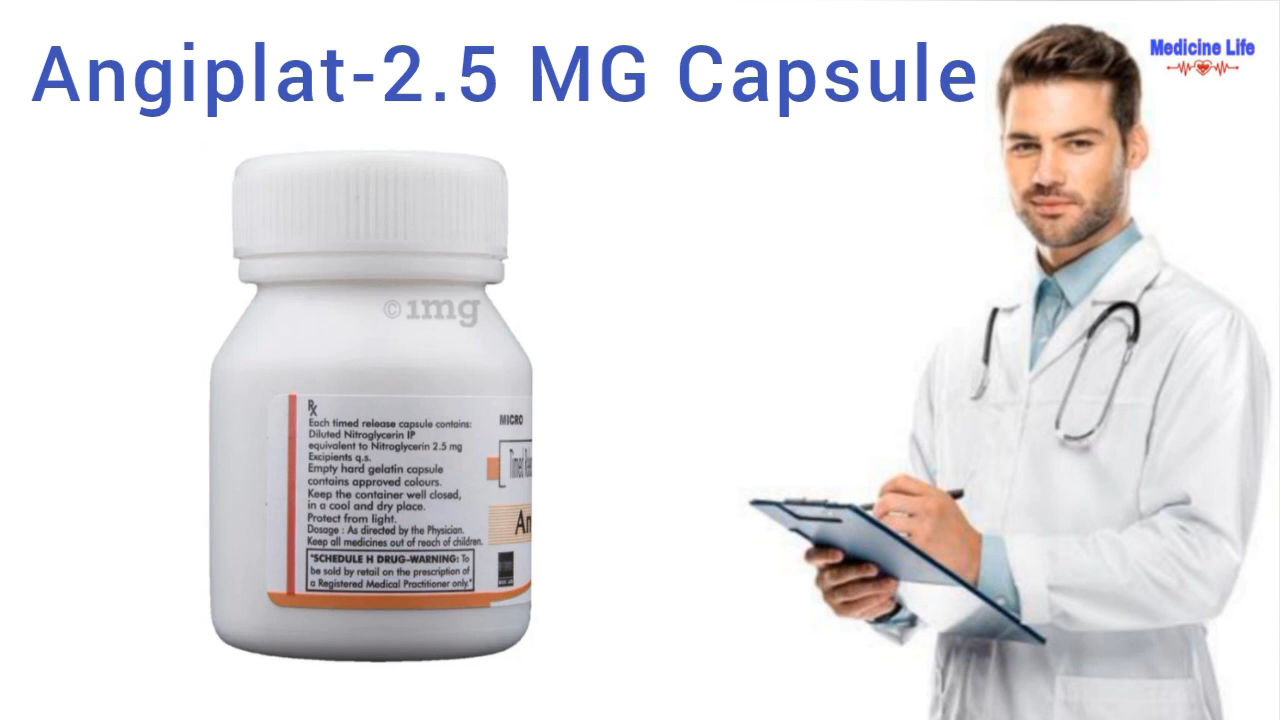 Angiplat-2.5 MG Capsule
Medicine Life
©1mg
Rx
Each timed release capsule contains:
Diluted Nitroglycerin IP
equivalent to Nitroglycerin 2.5 mg
Excipients q.s.
Empty hard gelatin capsule
contains approved colours.
Keep the container well closed,
in a cool and dry place.
Protect from light.
Dosage : As directed by the Physician.
Keep all medicines out of reach of children.
"SCHEDULE H DRUG-WARNING: To
be sold by retail on the prescription of
a Registered Medical Practitioner only."
MICRO
Timed
An